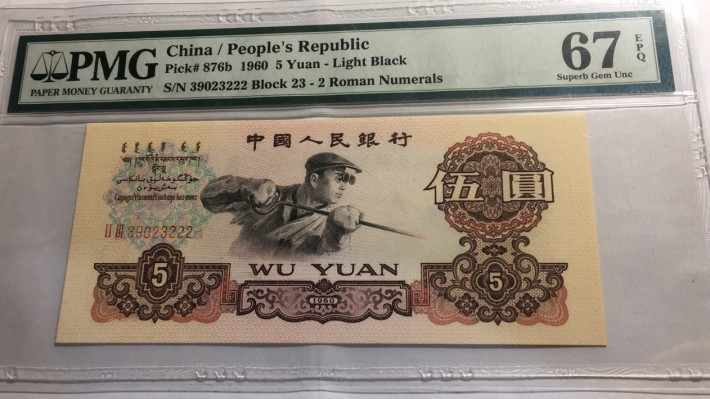 PMG
PAPER MONEY GUARANTY
China / People's Republic
Pick# 876b 1960 5 Yuan - Light Black
S/N 39023222 Block 23 - 2 Roman Numerals
67 EPQ
Superb Gem Unc
中國人民銀行
伍圓
II III 39023222
WU YUAN
5
1960
5